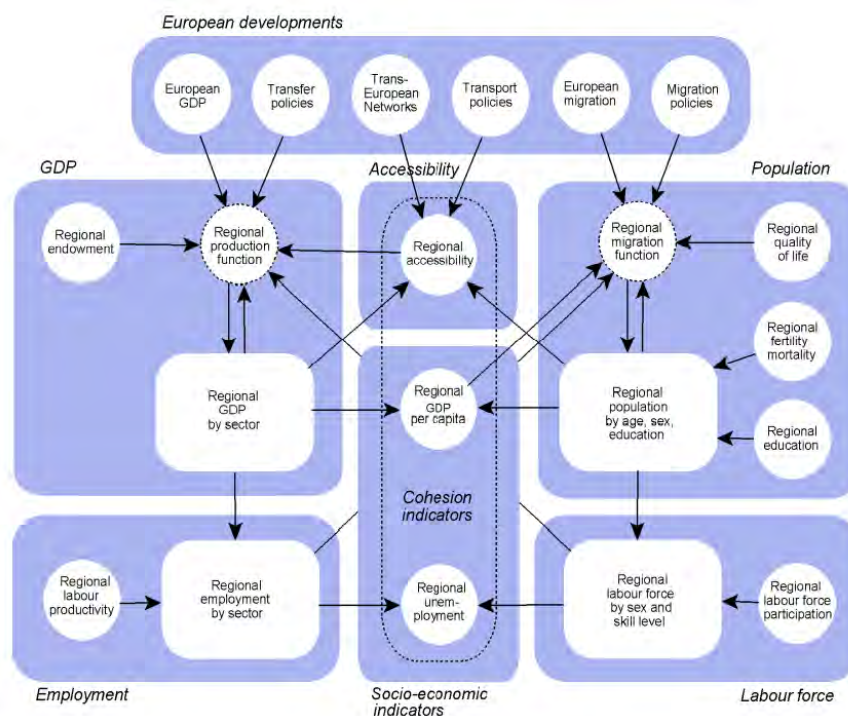 European developments
European
GDP
Transfer
policies
Trans-
European
Networks
Transport
policies
European
migration
Migration
policies
GDP
Accessibility
Population
Regional
endowment
Regional
production
function
Regional
accessibility
Regional
migration
function
Regional
quality
of life
Regional
fertility
mortality
Regional
GDP
by sector
Regional
GDP
per capita
Regional
population
by age, sex,
education
Regional
education
Cohesion
indicators
Regional
labour
productivity
Regional
employment
by sector
Regional
unem-
ployment
Regional
labour force
by sex and
skill level
Regional
labour force
participation
Employment
Socio-economic
indicators
Labour force